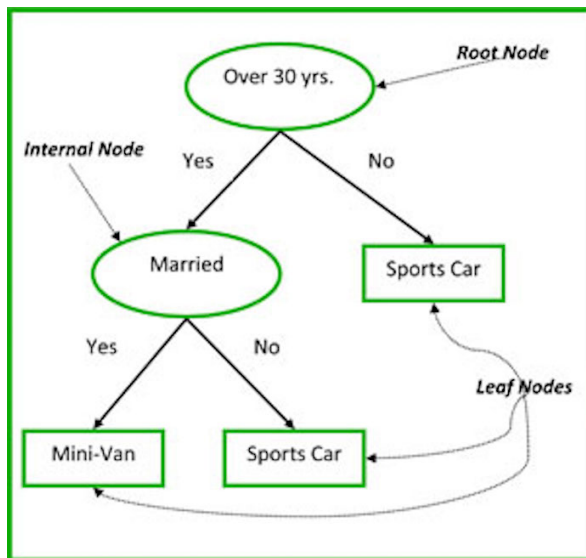 Root Node
Over 30 yrs.
Internal Node
Yes
No
Married
Sports Car
Yes
No
Leaf Nodes
Mini-Van
Sports Car